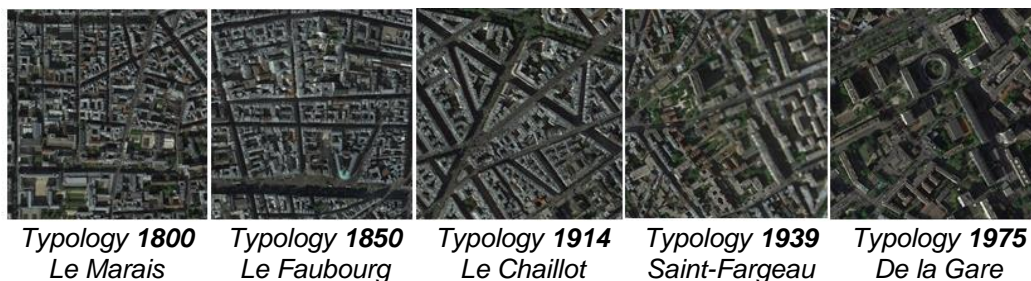 Typology 1800 Typology 1850 Typology 1914 Typology 1939 Typology 1975
Le Marais Le Faubourg Le Chaillot Saint-Fargeau De la Gare